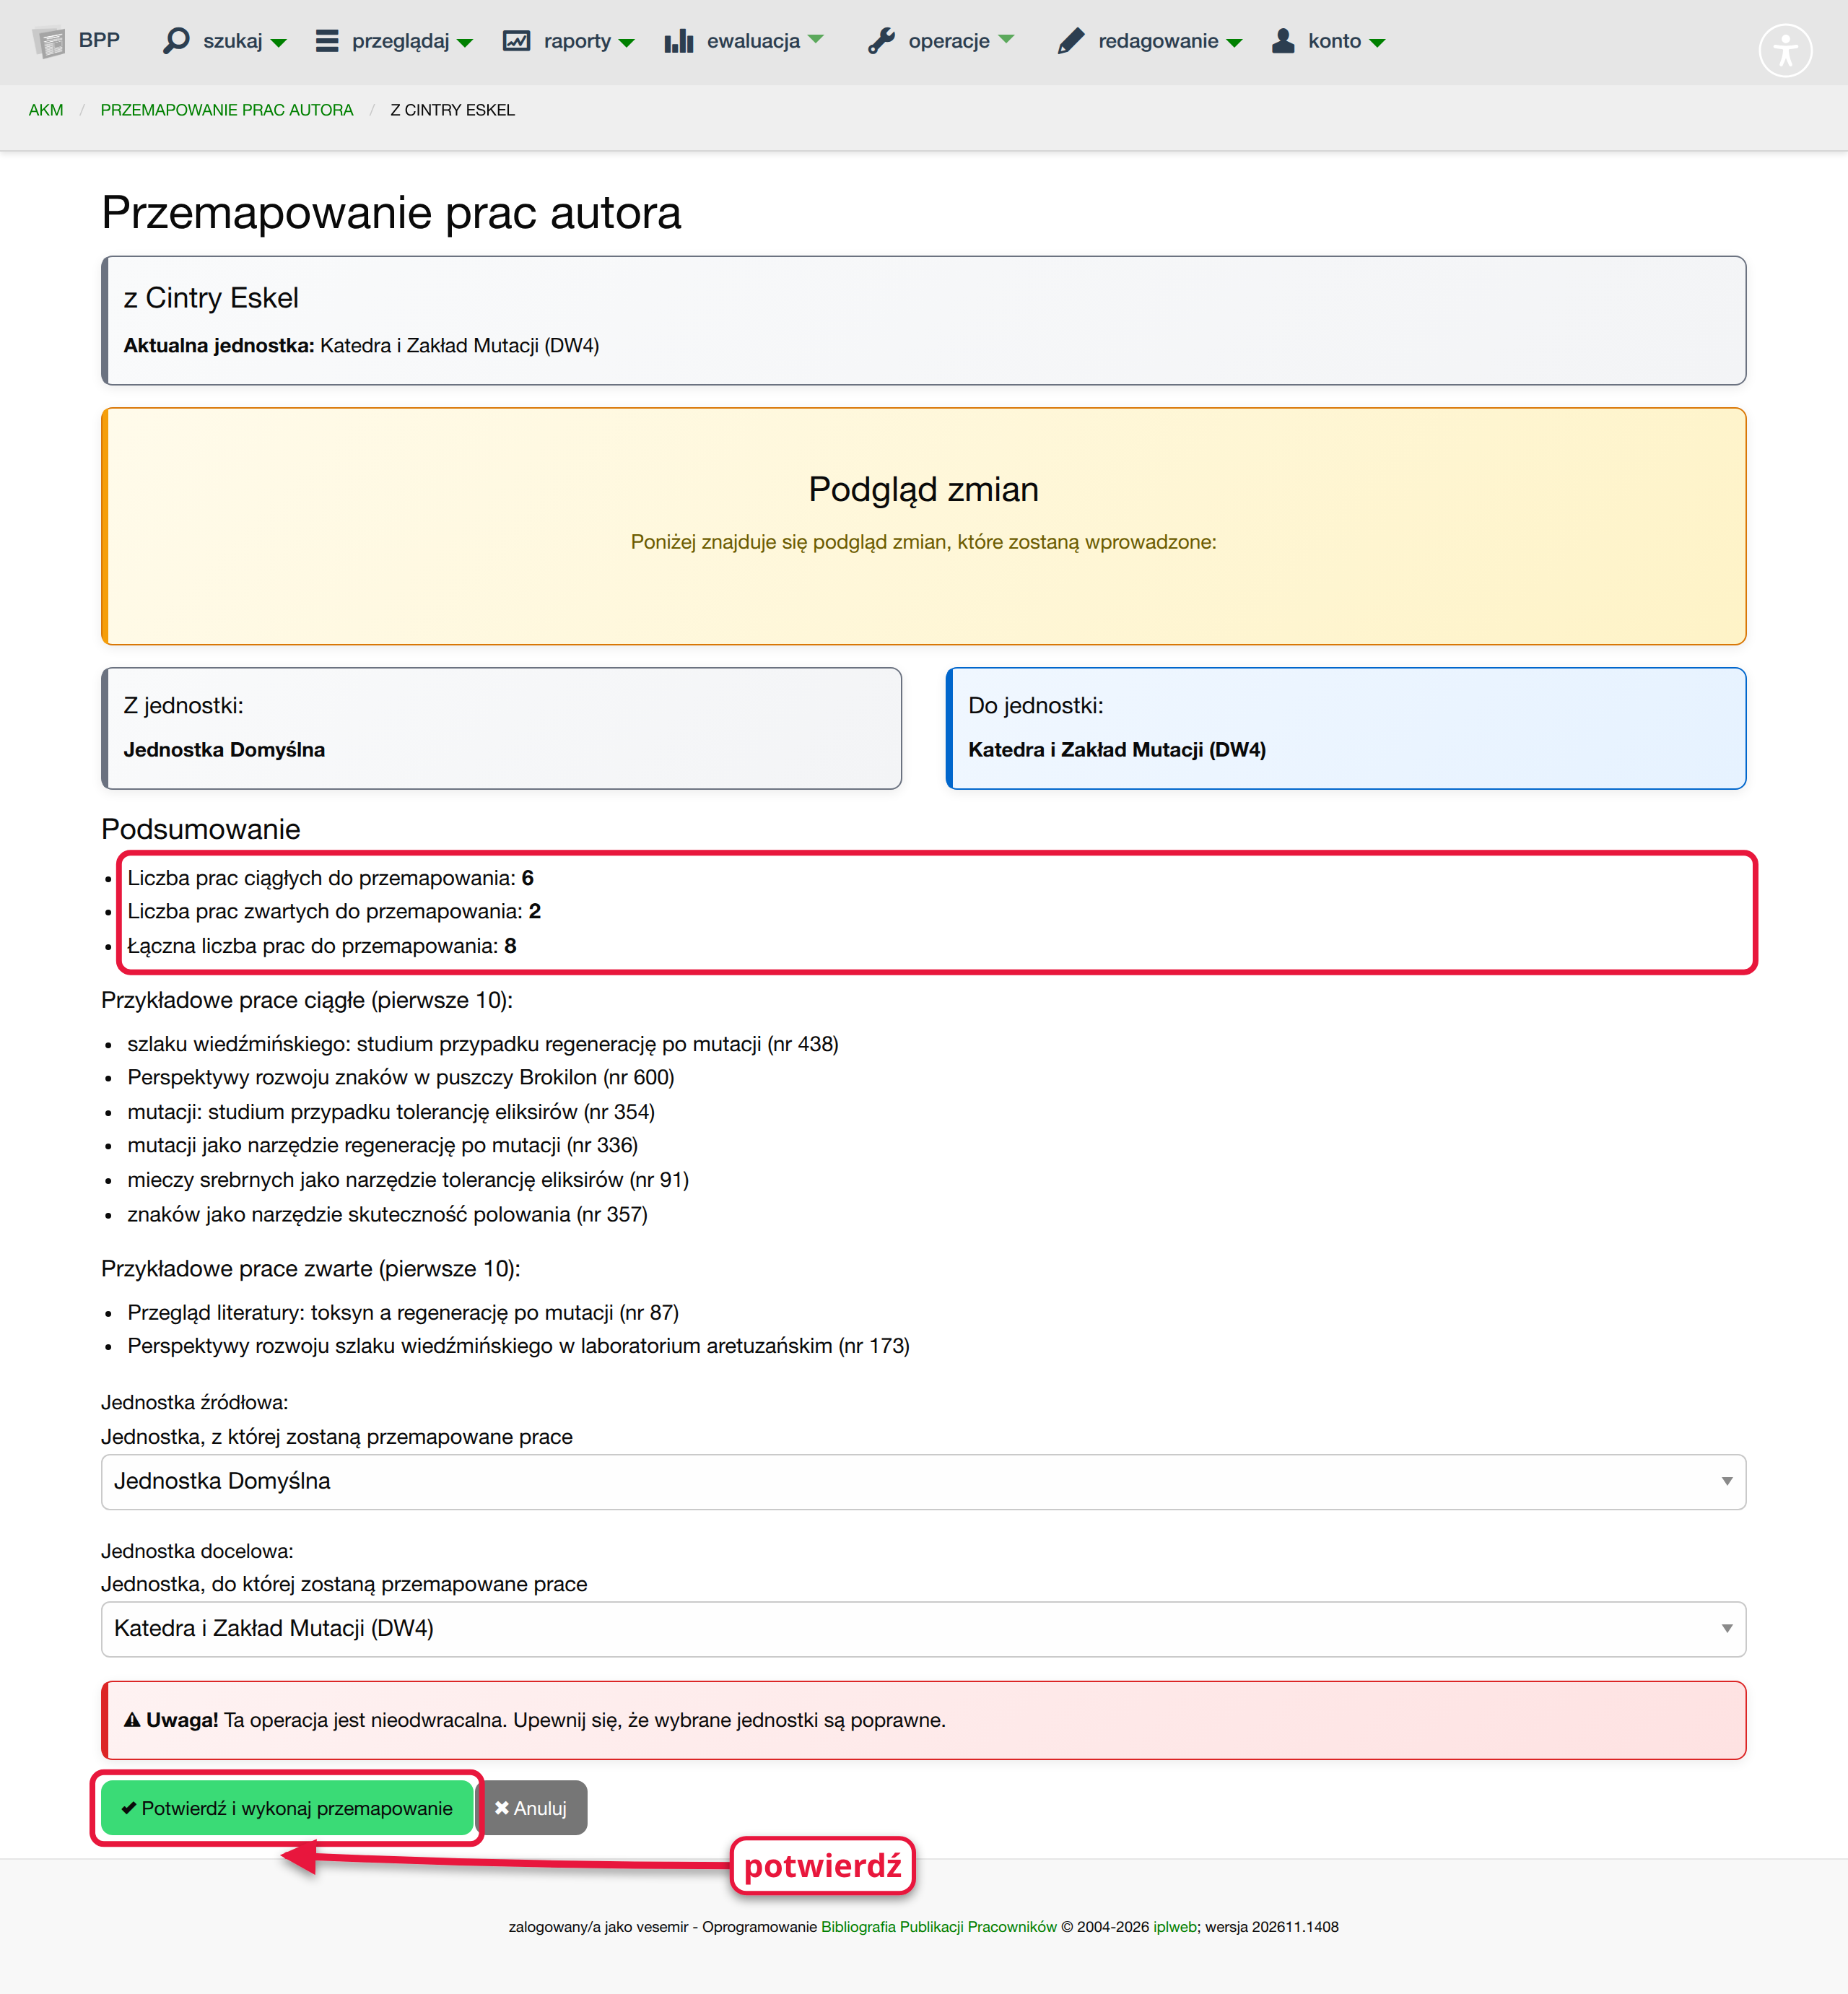 BPP szukaj przeglądaj raporty ewaluacja operacje redagowanie konto
AKM / PRZEMAPOWANIE PRAC AUTORA / Z CINTRY ESKEL
Przemapowanie prac autora
z Cintry Eskel
Aktualna jednostka: Katedra i Zakład Mutacji (DW4)
Podgląd zmian
Poniżej znajduje się podgląd zmian, które zostaną wprowadzone:
Z jednostki:
Jednostka Domyślna
Do jednostki:
Katedra i Zakład Mutacji (DW4)
Podsumowanie
Liczba prac ciągłych do przemapowania: 6
Liczba prac zwartych do przemapowania: 2
Łączna liczba prac do przemapowania: 8
Przykładowe prace ciągłe (pierwsze 10):
szlaku wiedźmińskiego: studium przypadku regenerację po mutacji (nr 438)
Perspektywy rozwoju znaków w puszczy Brokilon (nr 600)
mutacji: studium przypadku tolerancję eliksirów (nr 354)
mutacji jako narzędzie regenerację po mutacji (nr 336)
mieczy srebrnych jako narzędzie tolerancję eliksirów (nr 91)
znaków jako narzędzie skuteczność polowania (nr 357)
Przykładowe prace zwarte (pierwsze 10):
Przegląd literatury: toksyn a regenerację po mutacji (nr 87)
Perspektywy rozwoju szlaku wiedźmińskiego w laboratorium aretuzańskim (nr 173)
Jednostka źródłowa:
Jednostka, z której zostaną przemapowane prace
Jednostka Domyślna
Jednostka docelowa:
Jednostka, do której zostaną przemapowane prace
Katedra i Zakład Mutacji (DW4)
Uwaga! Ta operacja jest nieodwracalna. Upewnij się, że wybrane jednostki są poprawne.
Potwierdź i wykonaj przemapowanie
Anuluj
potwierdź
zalogowany/a jako vesemir - Oprogramowanie Bibliografia Publikacji Pracowników © 2004-2026 iplweb; wersja 202611.1408